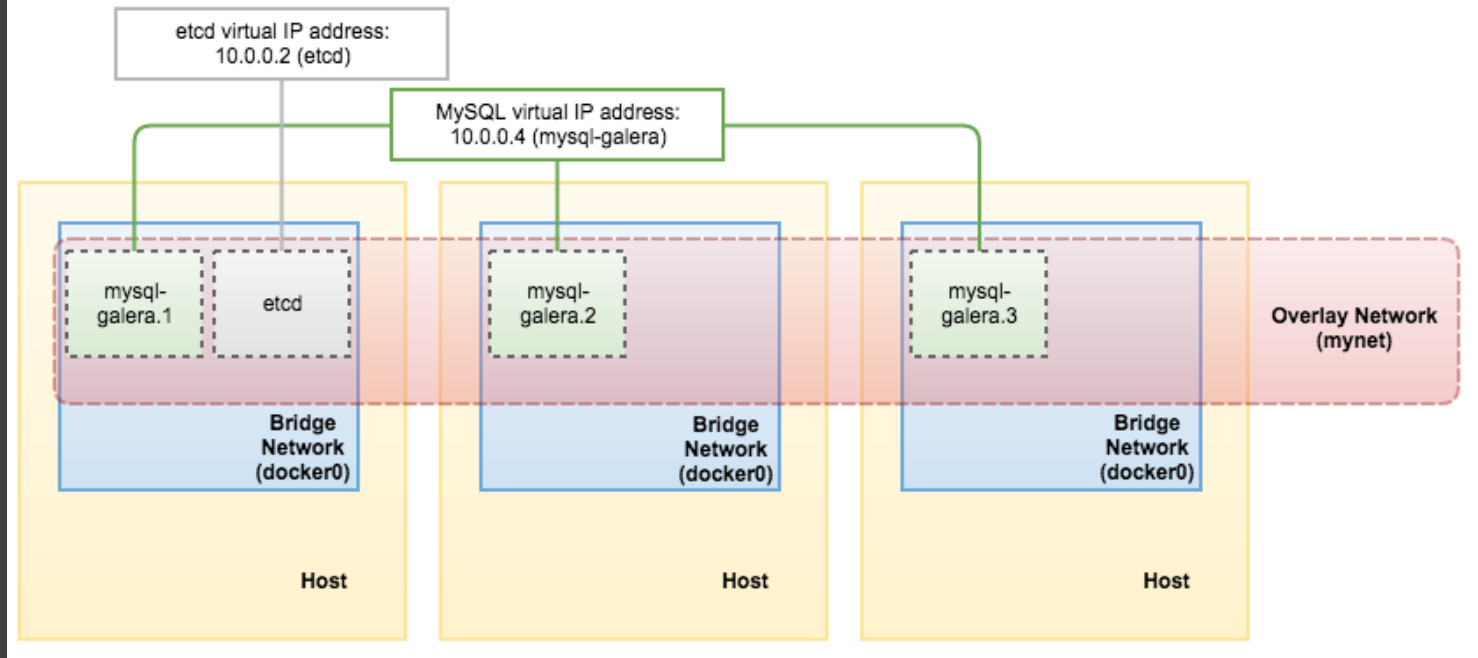 etcd virtual IP address:
10.0.0.2 (etcd)
MySQL virtual IP address:
10.0.0.4 (mysql-galera)
mysql-
galera.1
etcd
mysql-
galera.2
mysql-
galera.3
Overlay Network
(mynet)
Bridge
Network
(docker0)
Bridge
Network
(docker0)
Bridge
Network
(docker0)
Host
Host
Host